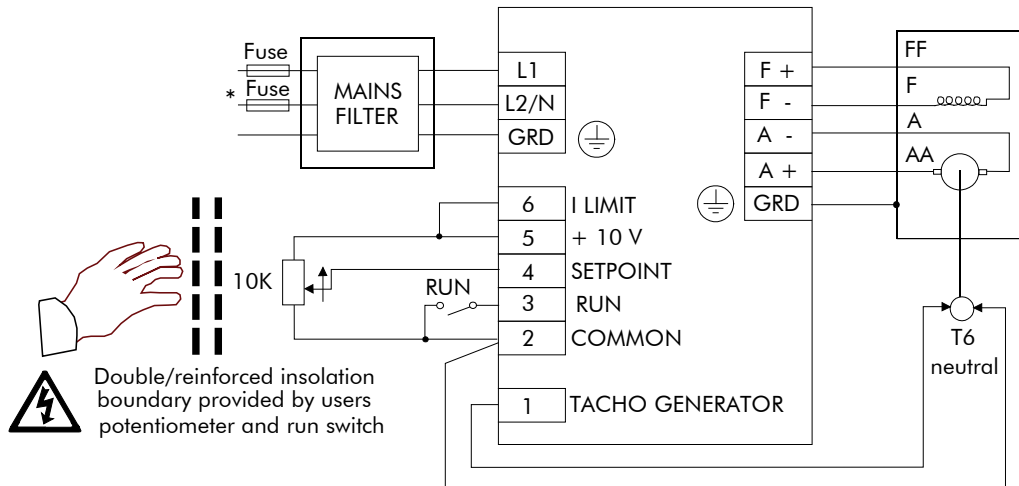 Fuse
* Fuse
MAINS
FILTER
L1
L2/N
GRD
F +
F -
A -
A +
GRD
FF
F
A
AA
6 I LIMIT
5 + 10 V
4 SETPOINT
3 RUN
2 COMMON
1 TACHO GENERATOR
10K
RUN
T6
neutral
Double/reinforced insolation
boundary provided by users
potentiometer and run switch